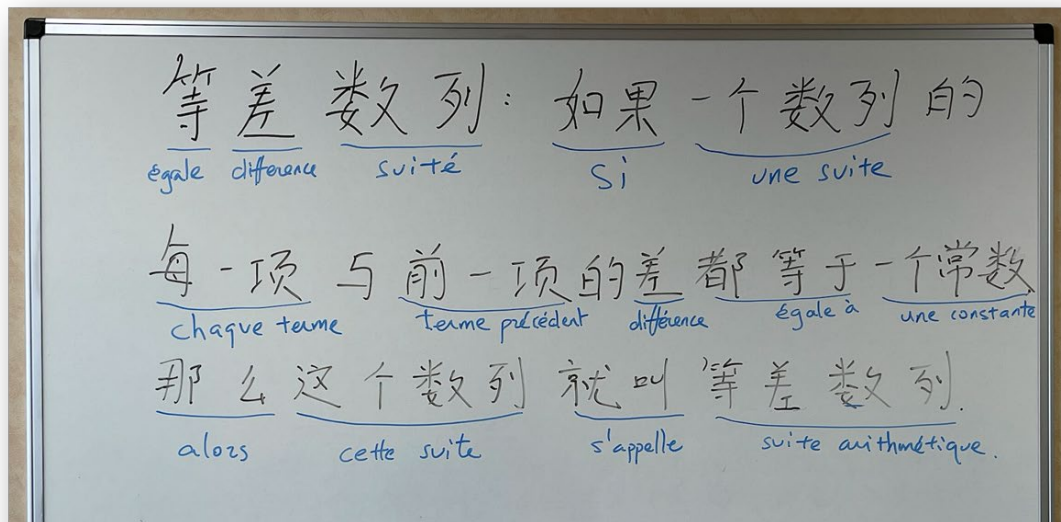 等差数列：如果一个数列的
égale différence suité si une suite
每一项与前一项的差都等于一个常数
chaque terme terme précédent différence égale à une constante
那么这个数列就叫等差数列.
alors cette suite s'appelle suite arithmétique.